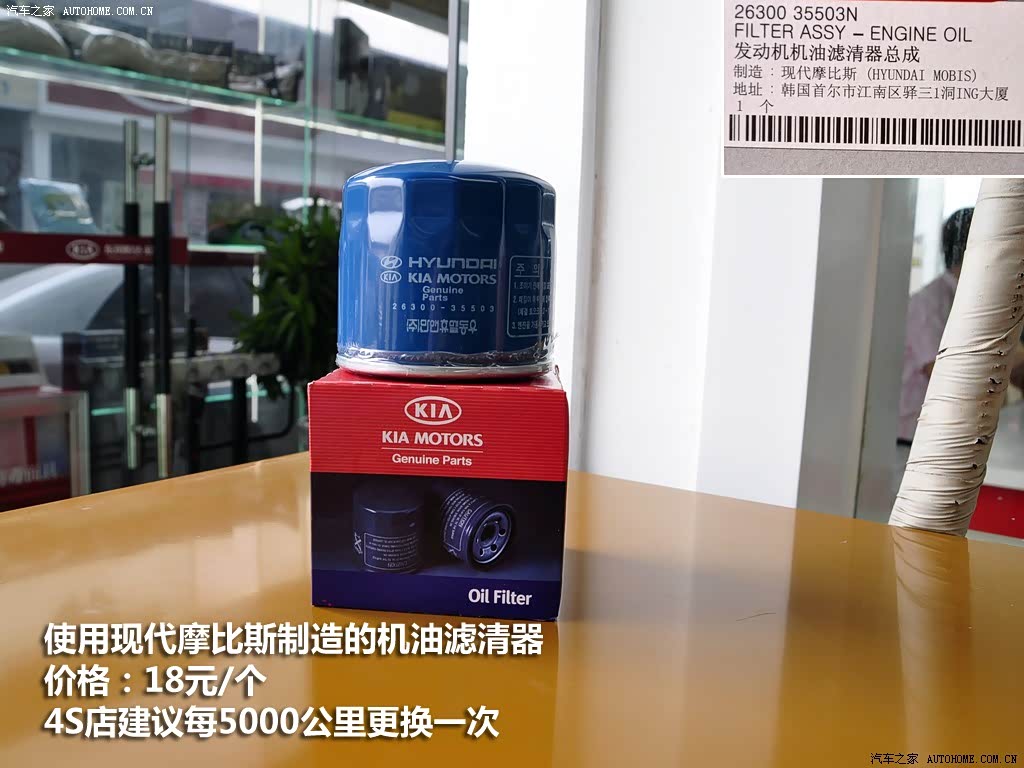 汽车之家 AUTOHOME.COM.CN
26300 35503N
FILTER ASSY – ENGINE OIL
发动机机油滤清器总成
制造：现代摩比斯 (HYUNDAI MOBIS)
地址：韩国首尔市江南区驿三1洞ING大厦
1 个
KIA
HYUNDAI
KIA MOTORS
Genuine
Parts
26300-35503
주 의
KIA
KIA MOTORS
Genuine Parts
Oil Filter
使用现代摩比斯制造的机油滤清器
价格：18元/个
4S店建议每5000公里更换一次
汽车之家 AUTOHOME.COM.CN